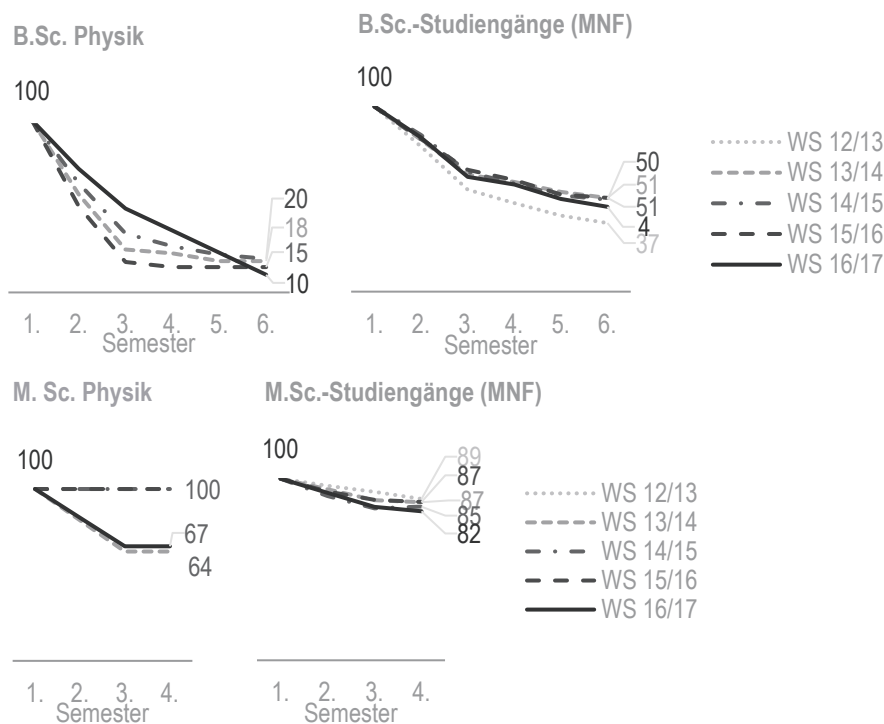 B.Sc. Physik
100
20
18
15
10
1. 2. 3. 4. 5. 6.
Semester
B.Sc.-Studiengänge (MNF)
100
50
51
51
4
37
1. 2. 3. 4. 5. 6.
Semester
WS 12/13
WS 13/14
WS 14/15
WS 15/16
WS 16/17
M. Sc. Physik
100
100
67
64
1. 2. 3. 4.
Semester
M.Sc.-Studiengänge (MNF)
100
89
87
87
85
82
1. 2. 3. 4.
Semester
WS 12/13
WS 13/14
WS 14/15
WS 15/16
WS 16/17